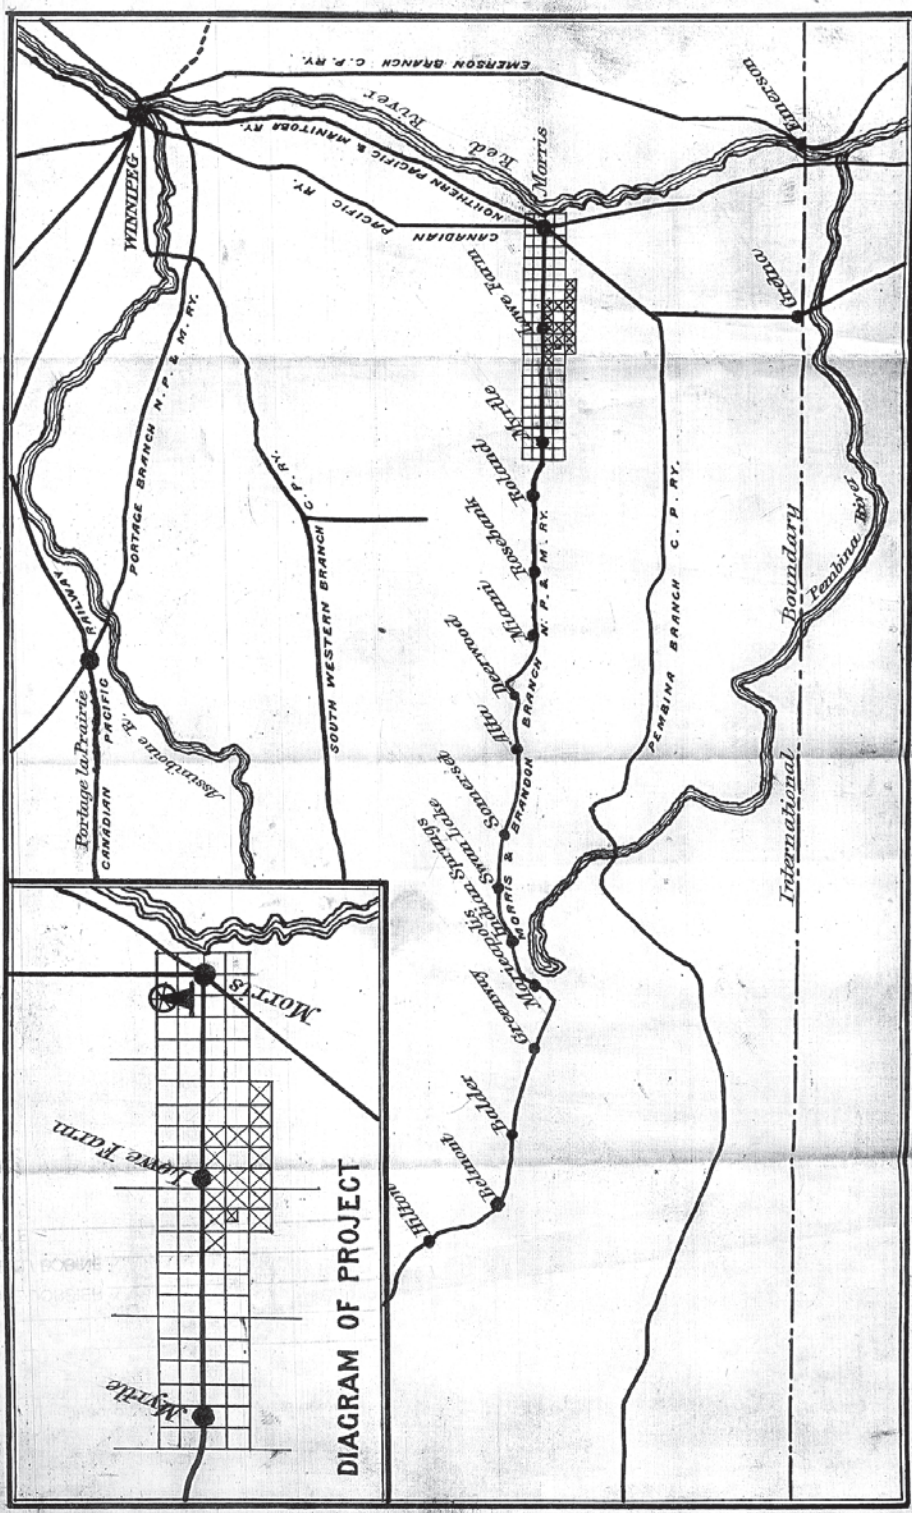 WINNIPEG
EMERSON BRANCH C. P. RY.
Red
River
NORTHERN PACIFIC & MANITOBA RY.
CANADIAN
PACIFIC
RY.
Morris
Emerson
Gretna
Lowe Farm
Myrtle
Roland
Rosebank
Miami
Deerwood
Altw
Somerset
Swan Lake
Indian Springs
Marieapolis
Greenway
Balder
Belmont
Hilton
MORRIS & BRANDON BRANCH N. P. & M. RY.
PEMBINA BRANCH C. P. RY.
Pembina River
International Boundary
PORTAGE BRANCH N. P. & M. RY.
SOUTH WESTERN BRANCH C. P. RY.
Portage la Prairie
CANADIAN PACIFIC RAILWAY
Assiniboine R.
Morris
Lowe Farm
Myrtle
DIAGRAM OF PROJECT